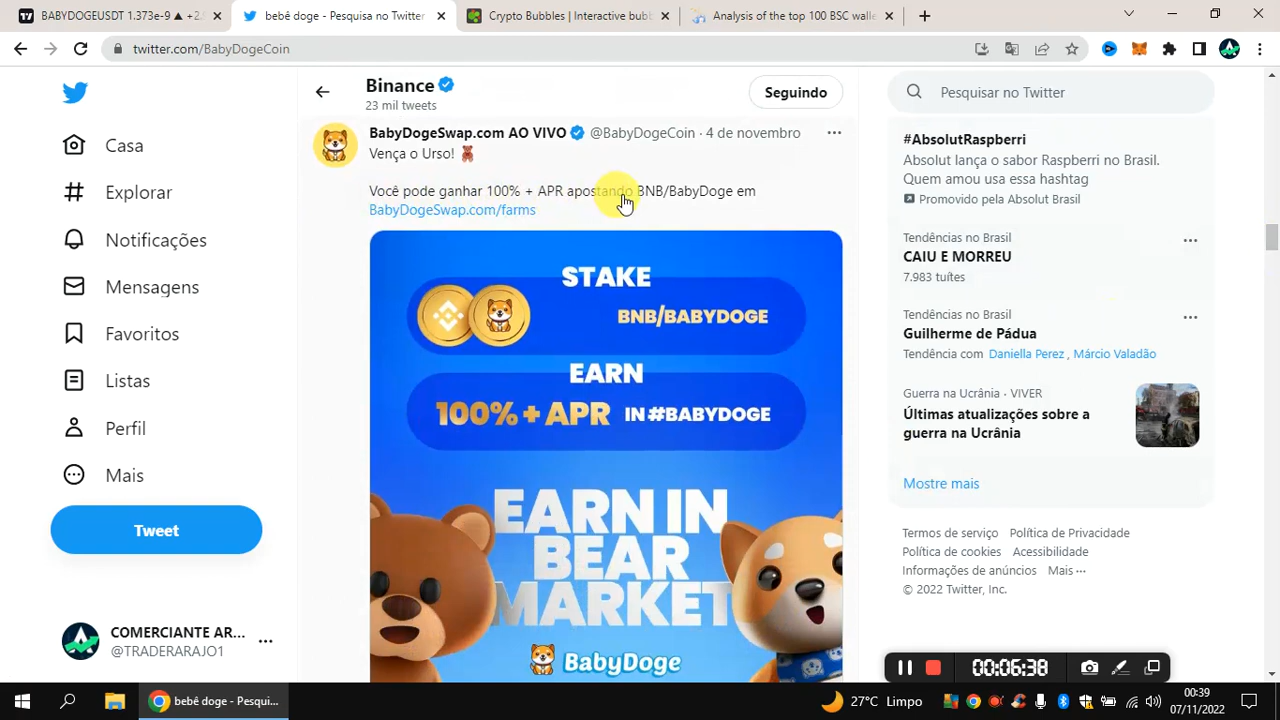 BABYDOGEUSDT 1.373e-9 ▲ +2.
bebê doge - Pesquisa no Twitter
Crypto Bubbles | Interactive bubb
Analysis of the top 100 BSC walle
twitter.com/BabyDogeCoin
Casa
Explorar
Notificações
Mensagens
Favoritos
Listas
Perfil
Mais
Tweet
COMERCIANTE AR...
@TRADERARAJO1
Binance
23 mil tweets
Seguindo
BabyDogeSwap.com AO VIVO @BabyDogeCoin · 4 de novembro
Vença o Urso!
Você pode ganhar 100% + APR apostando BNB/BabyDoge em
BabyDogeSwap.com/farms
STAKE
BNB/BABYDOGE
EARN
100% + APR IN #BABYDOGE
EARN IN
BEAR
MARKET
BabyDoge
Pesquisar no Twitter
#AbsolutRaspberri
Absolut lança o sabor Raspberri no Brasil.
Quem amou usa essa hashtag
Promovido pela Absolut Brasil
Tendências no Brasil
CAIU E MORREU
7.983 tuítes
Tendências no Brasil
Guilherme de Pádua
Tendência com Daniella Perez , Márcio Valadão
Guerra na Ucrânia · VIVER
Últimas atualizações sobre a
guerra na Ucrânia
Mostre mais
Termos de serviço Política de Privacidade
Política de cookies Acessibilidade
Informações de anúncios Mais ···
© 2022 Twitter, Inc.
00:06:38
bebê doge - Pesqui...
27°C Limpo
00:39
07/11/2022